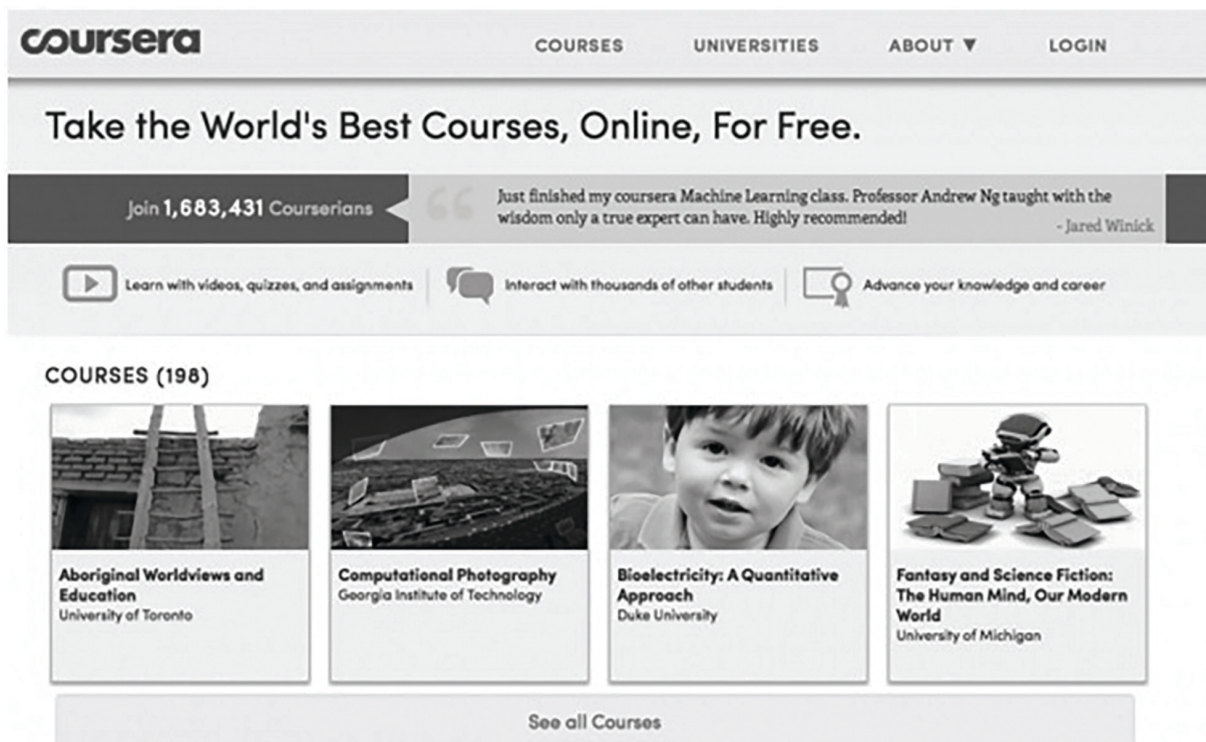 coursera
COURSES UNIVERSITIES ABOUT ▼ LOGIN
Take the World's Best Courses, Online, For Free.
Join 1,683,431 Courserians
“
Just finished my coursera Machine Learning class. Professor Andrew Ng taught with the
wisdom only a true expert can have. Highly recommended!
- Jared Winick
Learn with videos, quizzes, and assignments
Interact with thousands of other students
Advance your knowledge and career
COURSES (198)
Aboriginal Worldviews and
Education
University of Toronto
Computational Photography
Georgia Institute of Technology
Bioelectricity: A Quantitative
Approach
Duke University
Fantasy and Science Fiction:
The Human Mind, Our Modern
World
University of Michigan
See all Courses